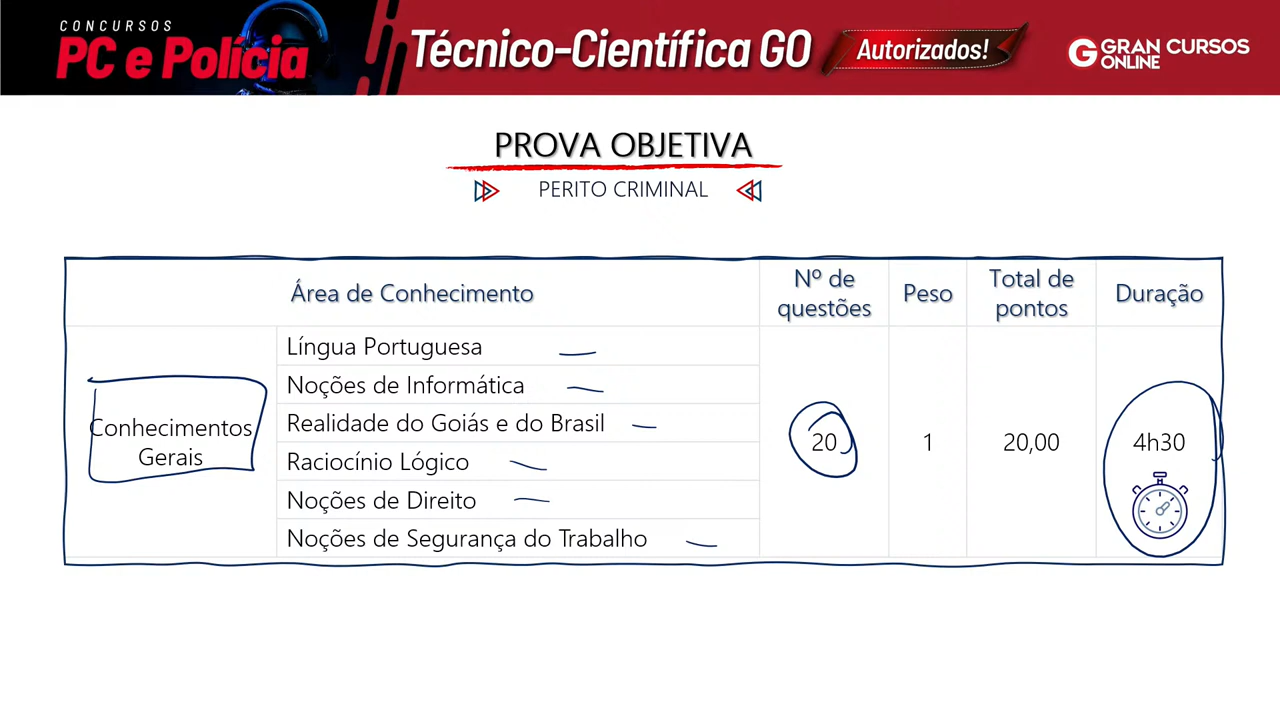 CONCURSOS
PC e Polícia
Técnico-Científica GO
Autorizados!
GRAN CURSOS
ONLINE
PROVA OBJETIVA
PERITO CRIMINAL
Área de Conhecimento
Nº de
questões
Peso
Total de
pontos
Duração
Conhecimentos
Gerais
Língua Portuguesa
Noções de Informática
Realidade do Goiás e do Brasil
Raciocínio Lógico
Noções de Direito
Noções de Segurança do Trabalho
20
1
20,00
4h30